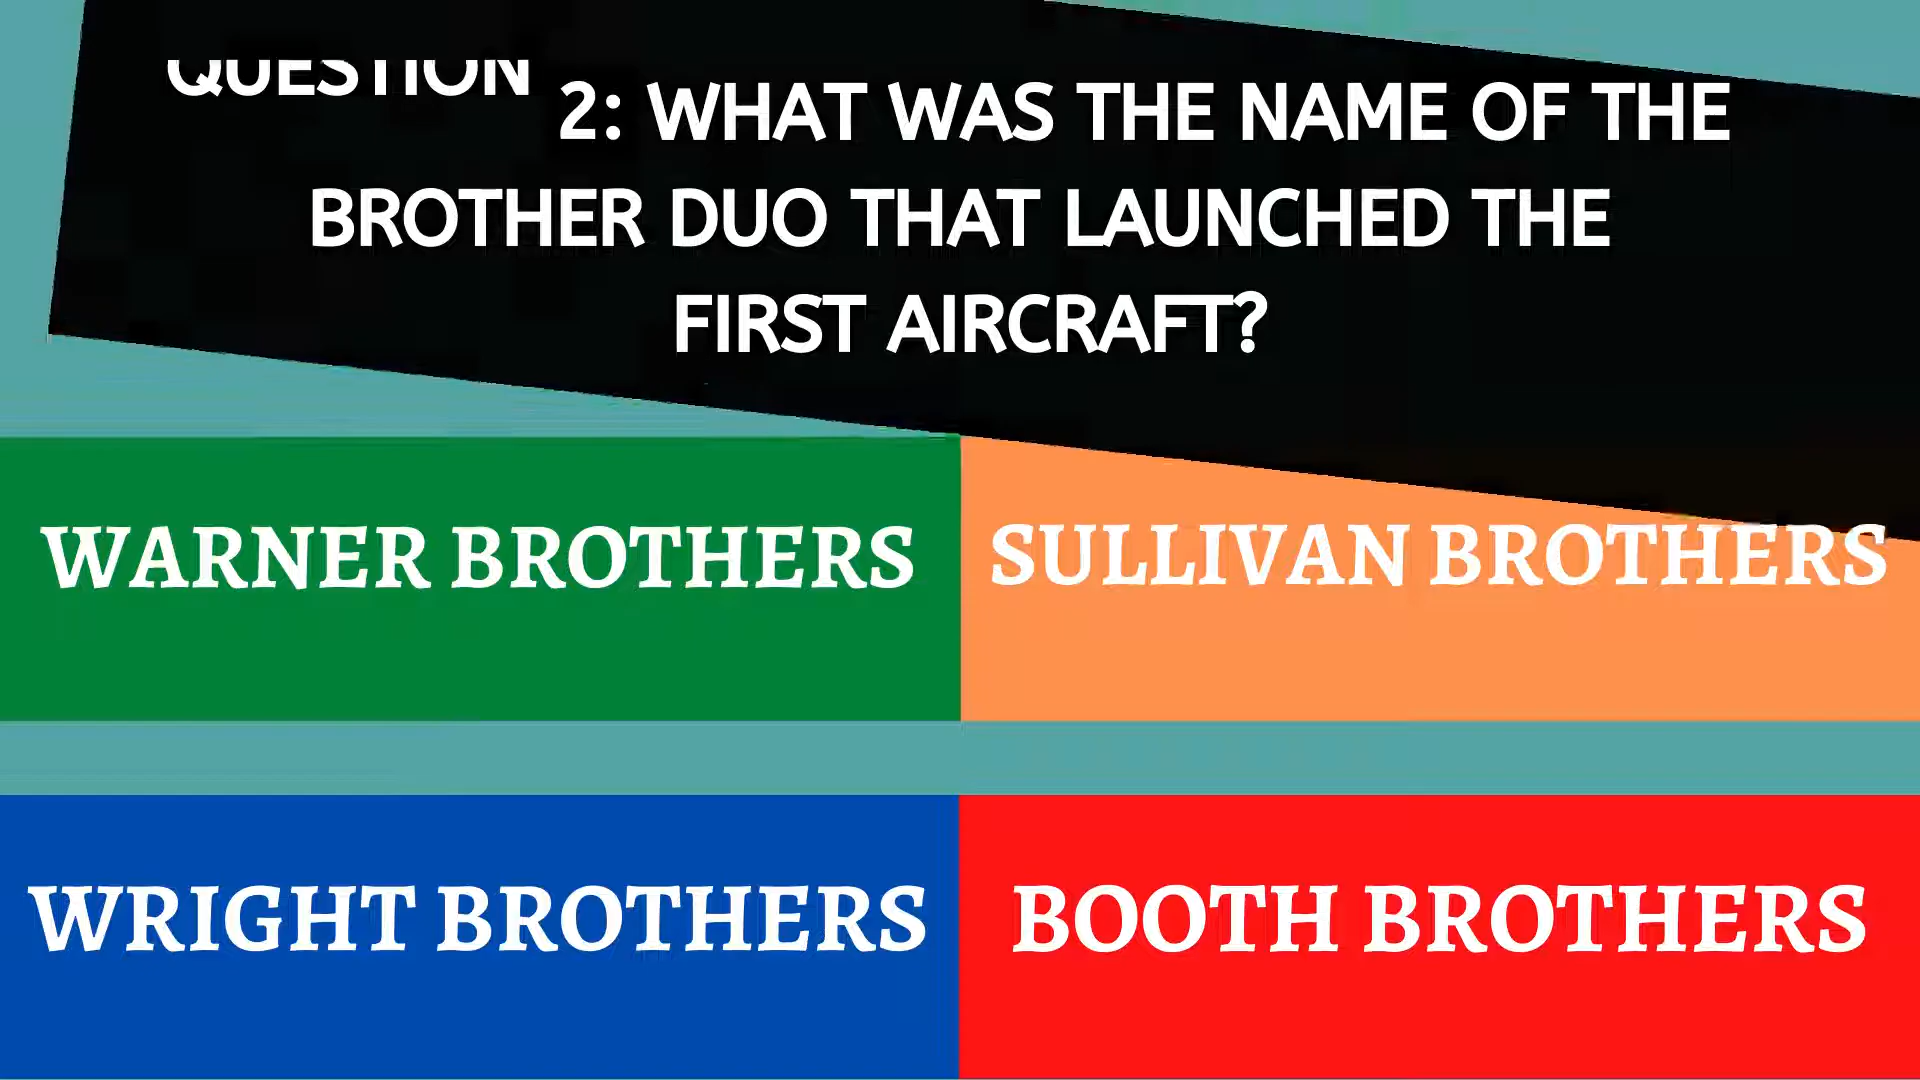 QUESTION 2: WHAT WAS THE NAME OF THE
BROTHER DUO THAT LAUNCHED THE
FIRST AIRCRAFT?
WARNER BROTHERS
SULLIVAN BROTHERS
WRIGHT BROTHERS
BOOTH BROTHERS